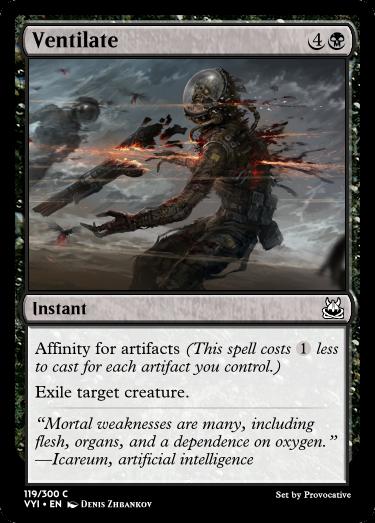 Ventilate 4
Instant
Affinity for artifacts (This spell costs 1 less
to cast for each artifact you control.)
Exile target creature.
“Mortal weaknesses are many, including
flesh, organs, and a dependence on oxygen.”
—Icareum, artificial intelligence
119/300 C
VYI • EN Denis Zhbankov
Set by Provocative